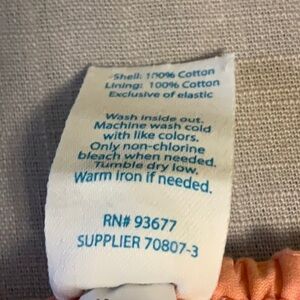 Shell: 100% Cotton
Lining: 100% Cotton
Exclusive of elastic
Wash inside out.
Machine wash cold
with like colors.
Only non-chlorine
bleach when needed.
Tumble dry low.
Warm iron if needed.
RN# 93677
SUPPLIER 70807-3